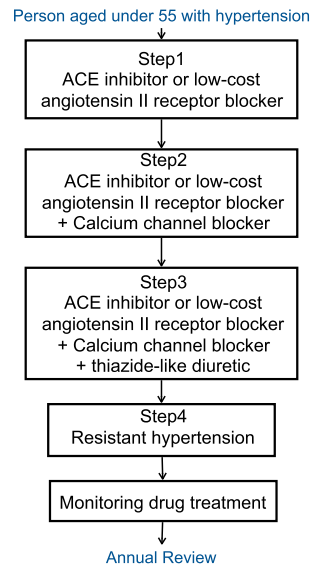 Person aged under 55 with hypertension
Step1
ACE inhibitor or low-cost
angiotensin II receptor blocker
Step2
ACE inhibitor or low-cost
angiotensin II receptor blocker
+ Calcium channel blocker
Step3
ACE inhibitor or low-cost
angiotensin II receptor blocker
+ Calcium channel blocker
+ thiazide-like diuretic
Step4
Resistant hypertension
Monitoring drug treatment
Annual Review